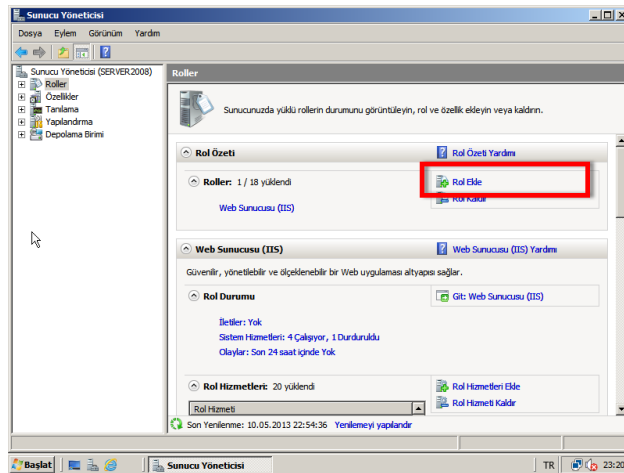 Sunucu Yöneticisi
Dosya Eylem Görünüm Yardım
Sunucu Yöneticisi (SERVER2008)
Roller
Özellikler
Tanılama
Yapılandırma
Depolama Birimi
Roller
Sunucunuzda yüklü rollerin durumunu görüntüleyin, rol ve özellik ekleyin veya kaldırın.
Rol Özeti
Rol Özeti Yardımı
Roller: 1 / 18 yüklendi
Rol Ekle
Rol Kaldır
Web Sunucusu (IIS)
Web Sunucusu (IIS)
Web Sunucusu (IIS) Yardımı
Güvenilir, yönetilebilir ve ölçeklenebilir bir Web uygulaması altyapısı sağlar.
Rol Durumu
Git: Web Sunucusu (IIS)
İletiler: Yok
Sistem Hizmetleri: 4 Çalışıyor, 1 Durduruldu
Olaylar: Son 24 saat içinde Yok
Rol Hizmetleri: 20 yüklendi
Rol Hizmetleri Ekle
Rol Hizmeti Kaldır
Rol Hizmeti
Son Yenilenme: 10.05.2013 22:54:36 Yenilemeyi yapılandır
Başlat
Sunucu Yöneticisi
TR
23:20